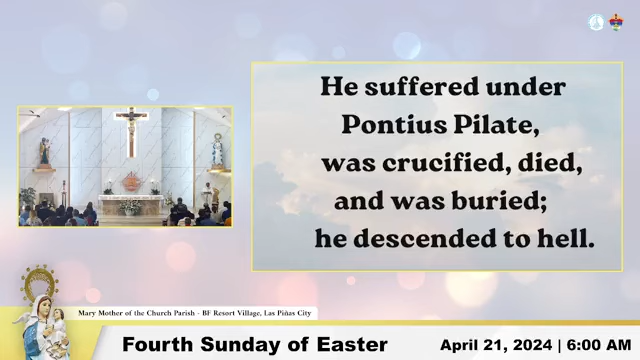 He suffered under
Pontius Pilate,
was crucified, died,
and was buried;
he descended to hell.
Mary Mother of the Church Parish - BF Resort Village, Las Piñas City
Fourth Sunday of Easter
April 21, 2024 | 6:00 AM